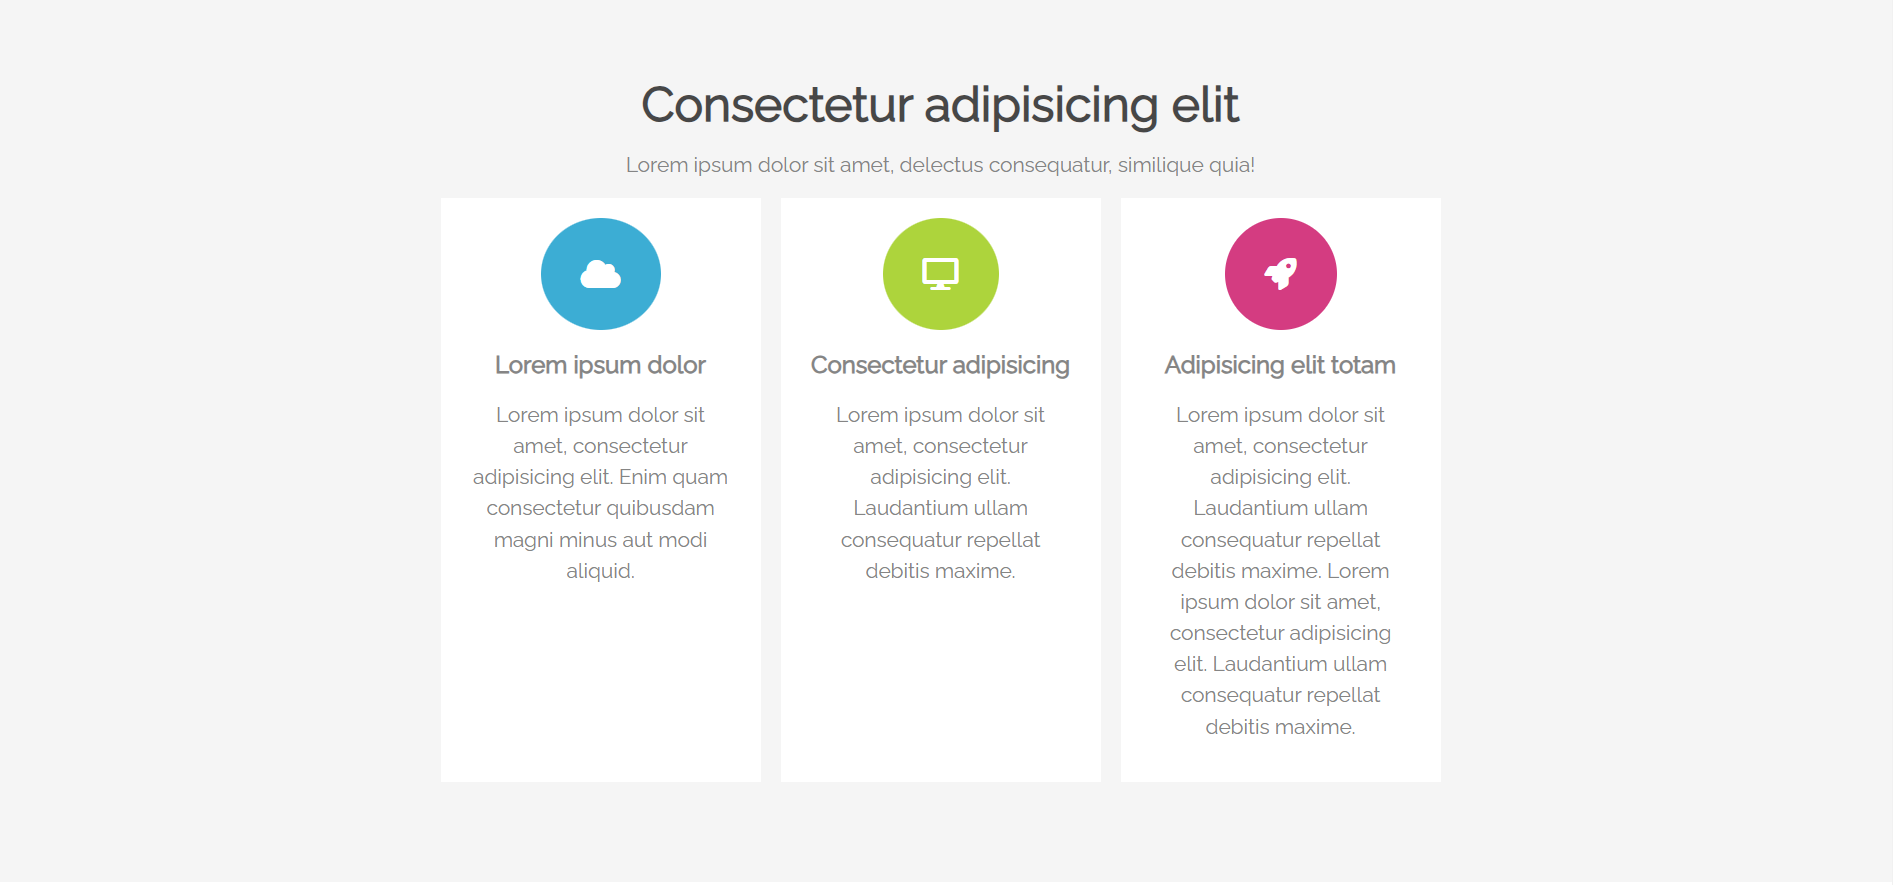 Consectetur adipisicing elit
Lorem ipsum dolor sit amet, delectus consequatur, similique quia!
Lorem ipsum dolor
Lorem ipsum dolor sit
amet, consectetur
adipisicing elit. Enim quam
consectetur quibusdam
magni minus aut modi
aliquid.
Consectetur adipisicing
Lorem ipsum dolor sit
amet, consectetur
adipisicing elit.
Laudantium ullam
consequatur repellat
debitis maxime.
Adipisicing elit totam
Lorem ipsum dolor sit
amet, consectetur
adipisicing elit.
Laudantium ullam
consequatur repellat
debitis maxime. Lorem
ipsum dolor sit amet,
consectetur adipisicing
elit. Laudantium ullam
consequatur repellat
debitis maxime.